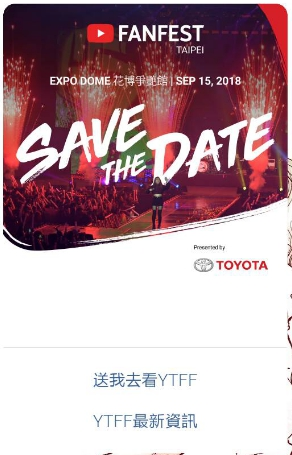 FANFEST
TAIPEI
EXPO DOME 花博爭艷館 | SEP 15, 2018
SAVE
THE DATE
Presented by
TOYOTA
送我去看YTFF
YTFF最新資訊